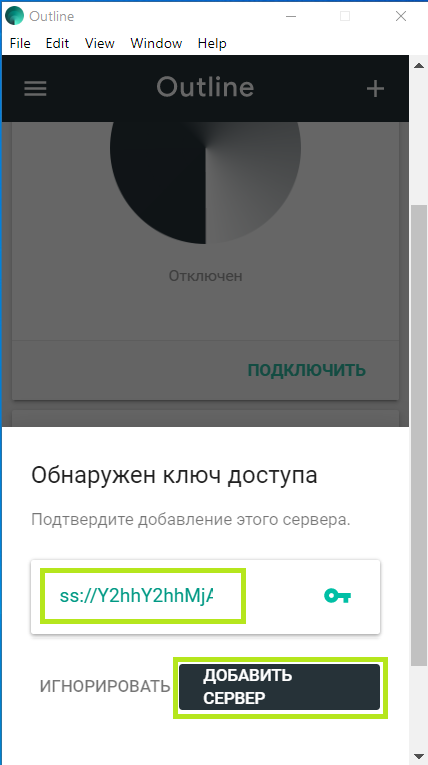 Outline
File Edit View Window Help
Outline
Отключен
ПОДКЛЮЧИТЬ
Обнаружен ключ доступа
Подтвердите добавление этого сервера.
ss://Y2hhY2hhMjA
ИГНОРИРОВАТЬ
ДОБАВИТЬ
СЕРВЕР